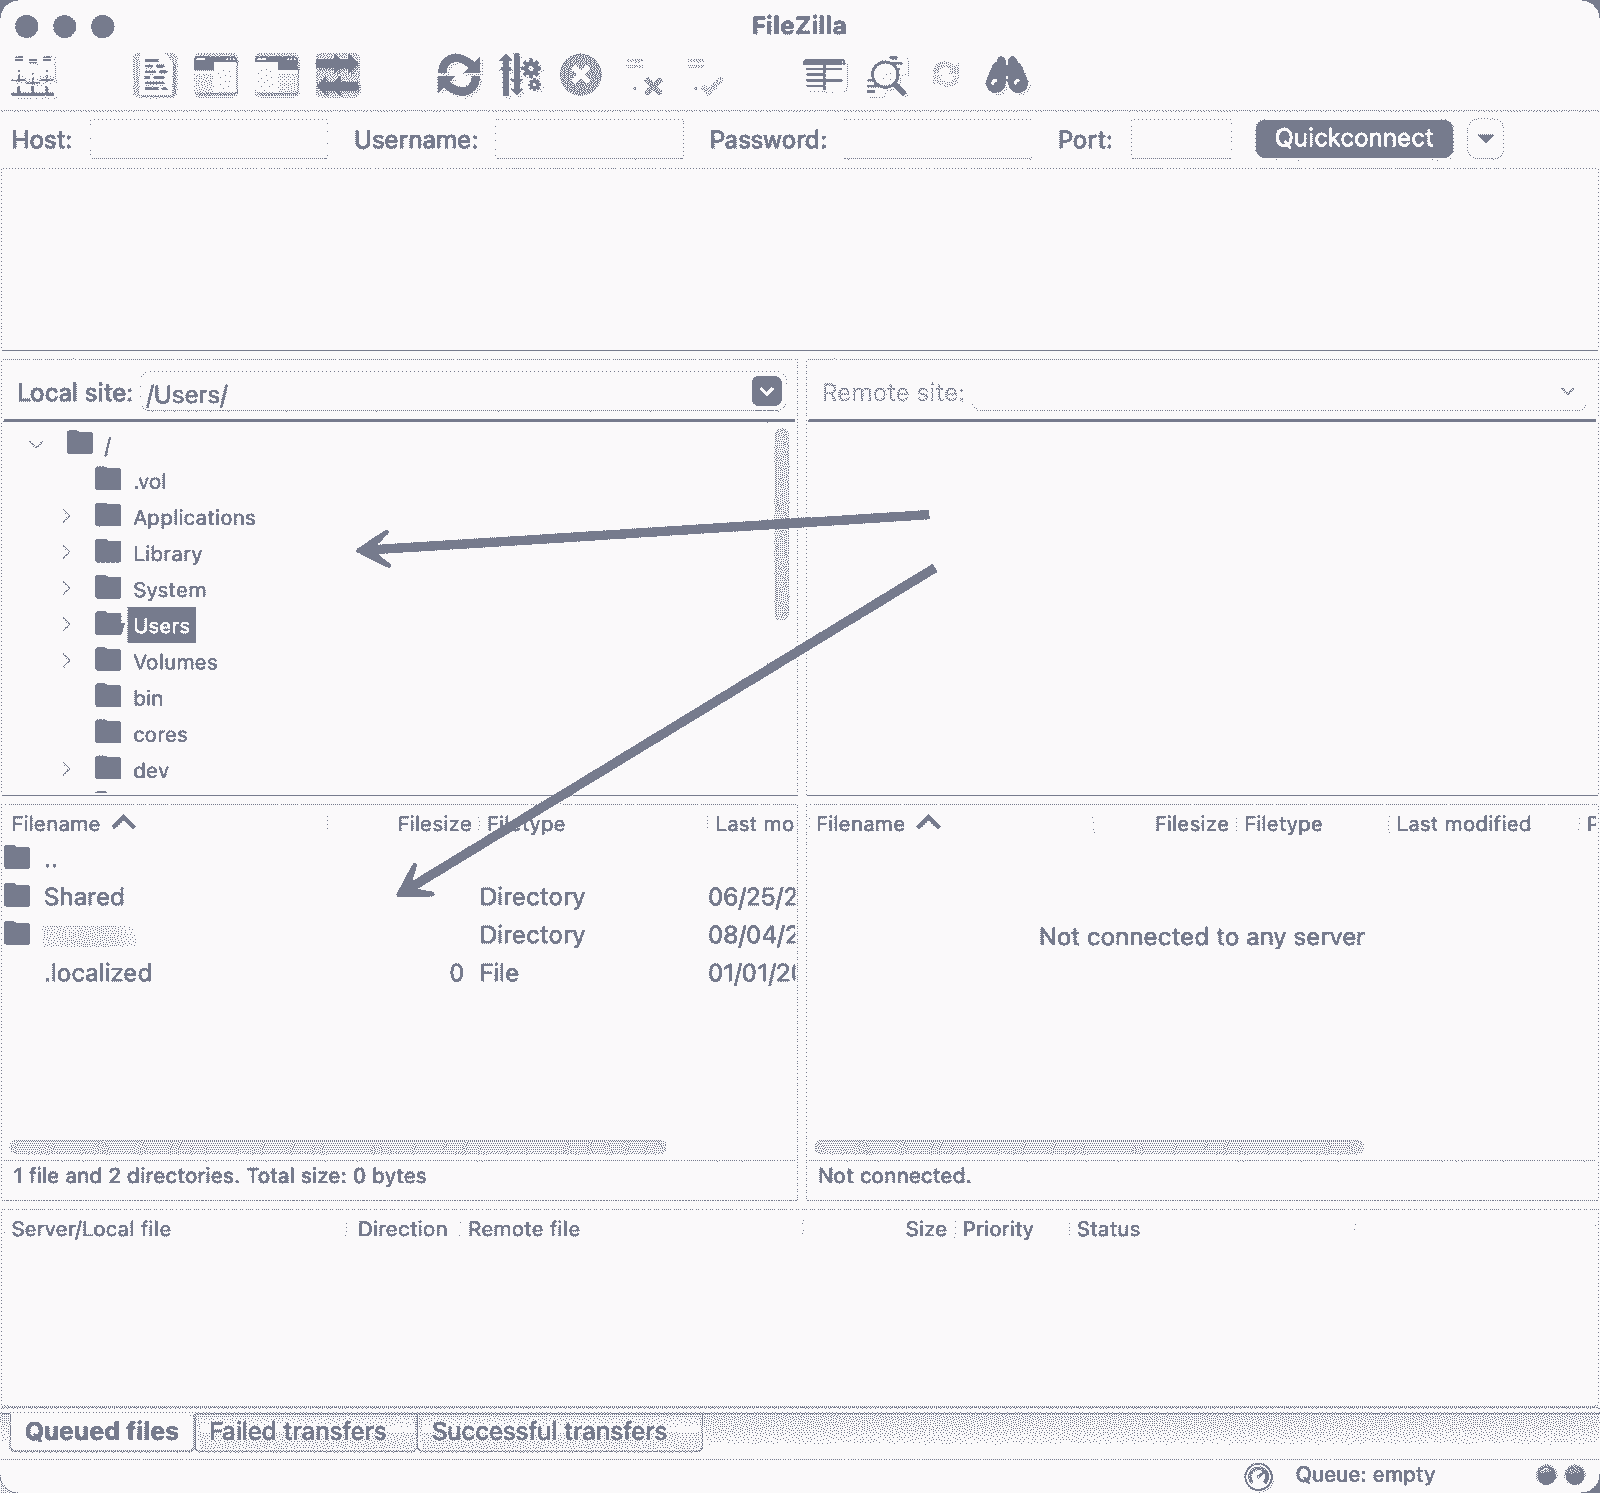 FileZilla
Host: Username: Password: Port: Quickconnect
Local site: /Users/
/
.vol
Applications
Library
System
Users
Volumes
bin
cores
dev
Remote site:
Filename Filesize Filetype Last mo
..
Shared Directory 06/25/2
Directory 08/04/2
.localized 0 File 01/01/20
1 file and 2 directories. Total size: 0 bytes
Filename Filesize Filetype Last modified P
Not connected to any server
Not connected.
Server/Local file Direction Remote file Size Priority Status
Queued files Failed transfers Successful transfers
Queue: empty